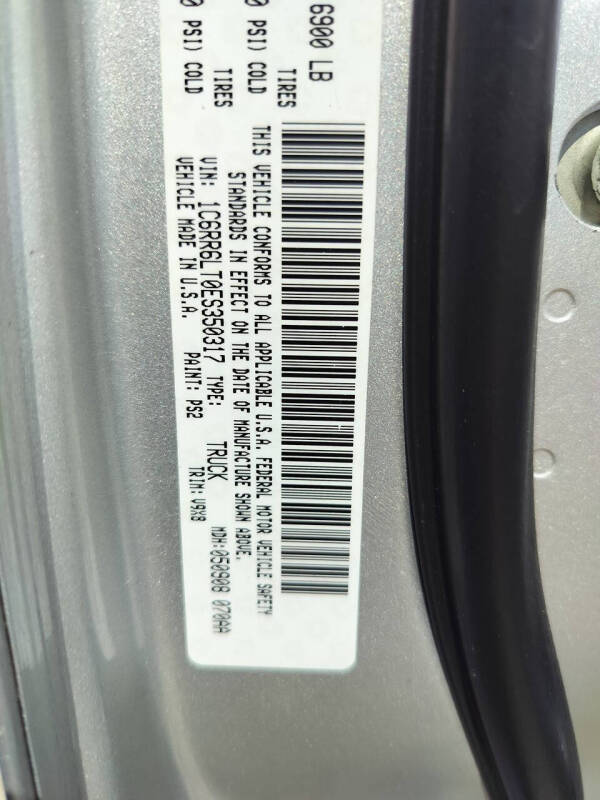 6900 LB
TIRES
0 PSI) COLD
TIRES
0 PSI) COLD
THIS VEHICLE CONFORMS TO ALL APPLICABLE U.S.A. FEDERAL MOTOR VEHICLE SAFETY
STANDARDS IN EFFECT ON THE DATE OF MANUFACTURE SHOWN ABOVE.
VIN: 1C6RR6LT0ES350317 TYPE: TRUCK MDH:050908 070AA
VEHICLE MADE IN U.S.A. PAINT: PS2 TRIM: V9X8